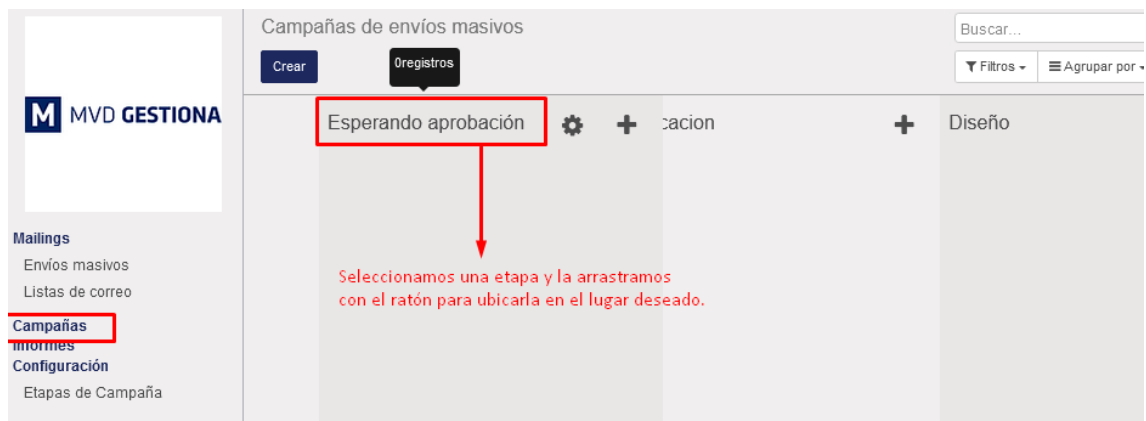 Campañas de envíos masivos
Buscar...
Crear
0registros
Filtros
Agrupar por
M MVD GESTIONA
Esperando aprobación
cacion
Diseño
Mailings
Envíos masivos
Listas de correo
Campañas
Informes
Configuración
Etapas de Campaña
Seleccionamos una etapa y la arrastramos
con el ratón para ubicarla en el lugar deseado.